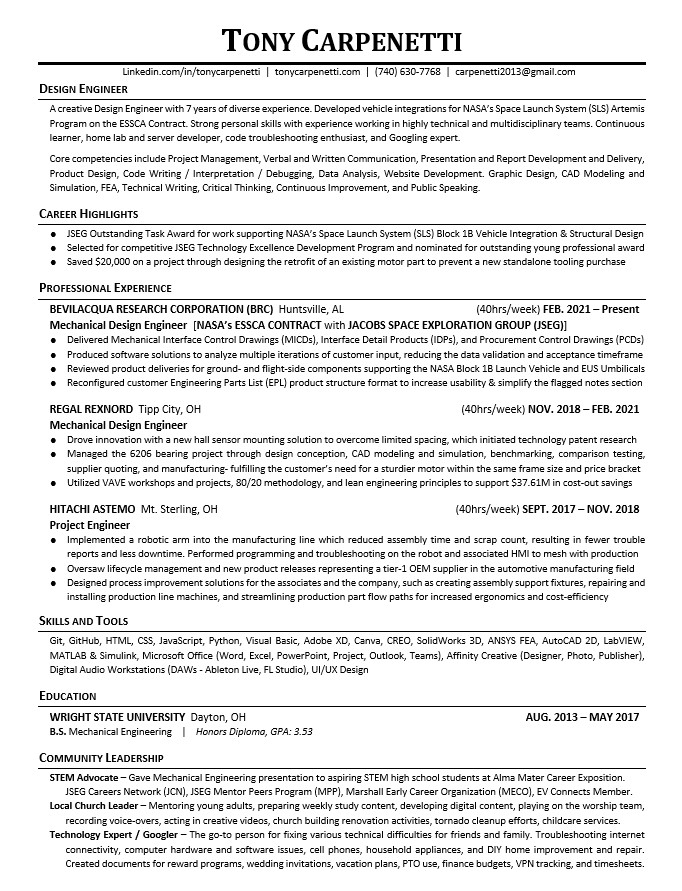 TONY CARPENETTI
Linkedin.com/in/tonycarpenetti | tonycarpenetti.com | (740) 630-7768 | carpenetti2013@gmail.com
DESIGN ENGINEER
A creative Design Engineer with 7 years of diverse experience. Developed vehicle integrations for NASA's Space Launch System (SLS) Artemis
Program on the ESSCA Contract. Strong personal skills with experience working in highly technical and multidisciplinary teams. Continuous
learner, home lab and server developer, code troubleshooting enthusiast, and Googling expert.
Core competencies include Project Management, Verbal and Written Communication, Presentation and Report Development and Delivery,
Product Design, Code Writing / Interpretation / Debugging, Data Analysis, Website Development. Graphic Design, CAD Modeling and
Simulation, FEA, Technical Writing, Critical Thinking, Continuous Improvement, and Public Speaking.
CAREER HIGHLIGHTS
● JSEG Outstanding Task Award for work supporting NASA's Space Launch System (SLS) Block 1B Vehicle Integration & Structural Design
● Selected for competitive JSEG Technology Excellence Development Program and nominated for outstanding young professional award
● Saved $20,000 on a project through designing the retrofit of an existing motor part to prevent a new standalone tooling purchase
PROFESSIONAL EXPERIENCE
BEVILACQUA RESEARCH CORPORATION (BRC) Huntsville, AL (40hrs/week) FEB. 2021 – Present
Mechanical Design Engineer [NASA's ESSCA CONTRACT with JACOBS SPACE EXPLORATION GROUP (JSEG)]
● Delivered Mechanical Interface Control Drawings (MICDs), Interface Detail Products (IDPs), and Procurement Control Drawings (PCDs)
● Produced software solutions to analyze multiple iterations of customer input, reducing the data validation and acceptance timeframe
● Reviewed product deliveries for ground- and flight-side components supporting the NASA Block 1B Launch Vehicle and EUS Umbilicals
● Reconfigured customer Engineering Parts List (EPL) product structure format to increase usability & simplify the flagged notes section
REGAL REXNORD Tipp City, OH (40hrs/week) NOV. 2018 – FEB. 2021
Mechanical Design Engineer
● Drove innovation with a new hall sensor mounting solution to overcome limited spacing, which initiated technology patent research
● Managed the 6206 bearing project through design conception, CAD modeling and simulation, benchmarking, comparison testing,
supplier quoting, and manufacturing- fulfilling the customer's need for a sturdier motor within the same frame size and price bracket
● Utilized VAVE workshops and projects, 80/20 methodology, and lean engineering principles to support $37.61M in cost-out savings
HITACHI ASTEMO Mt. Sterling, OH (40hrs/week) SEPT. 2017 – NOV. 2018
Project Engineer
● Implemented a robotic arm into the manufacturing line which reduced assembly time and scrap count, resulting in fewer trouble
reports and less downtime. Performed programming and troubleshooting on the robot and associated HMI to mesh with production
● Oversaw lifecycle management and new product releases representing a tier-1 OEM supplier in the automotive manufacturing field
● Designed process improvement solutions for the associates and the company, such as creating assembly support fixtures, repairing and
installing production line machines, and streamlining production part flow paths for increased ergonomics and cost-efficiency
SKILLS AND TOOLS
Git, GitHub, HTML, CSS, JavaScript, Python, Visual Basic, Adobe XD, Canva, CREO, SolidWorks 3D, ANSYS FEA, AutoCAD 2D, LabVIEW,
MATLAB & Simulink, Microsoft Office (Word, Excel, PowerPoint, Project, Outlook, Teams), Affinity Creative (Designer, Photo, Publisher),
Digital Audio Workstations (DAWs - Ableton Live, FL Studio), UI/UX Design
EDUCATION
WRIGHT STATE UNIVERSITY Dayton, OH AUG. 2013 – MAY 2017
B.S. Mechanical Engineering | Honors Diploma, GPA: 3.53
COMMUNITY LEADERSHIP
STEM Advocate – Gave Mechanical Engineering presentation to aspiring STEM high school students at Alma Mater Career Exposition.
JSEG Careers Network (JCN), JSEG Mentor Peers Program (MPP), Marshall Early Career Organization (MECO), EV Connects Member.
Local Church Leader – Mentoring young adults, preparing weekly study content, developing digital content, playing on the worship team,
recording voice-overs, acting in creative videos, church building renovation activities, tornado cleanup efforts, childcare services.
Technology Expert / Googler – The go-to person for fixing various technical difficulties for friends and family. Troubleshooting internet
connectivity, computer hardware and software issues, cell phones, household appliances, and DIY home improvement and repair.
Created documents for reward programs, wedding invitations, vacation plans, PTO use, finance budgets, VPN tracking, and timesheets.